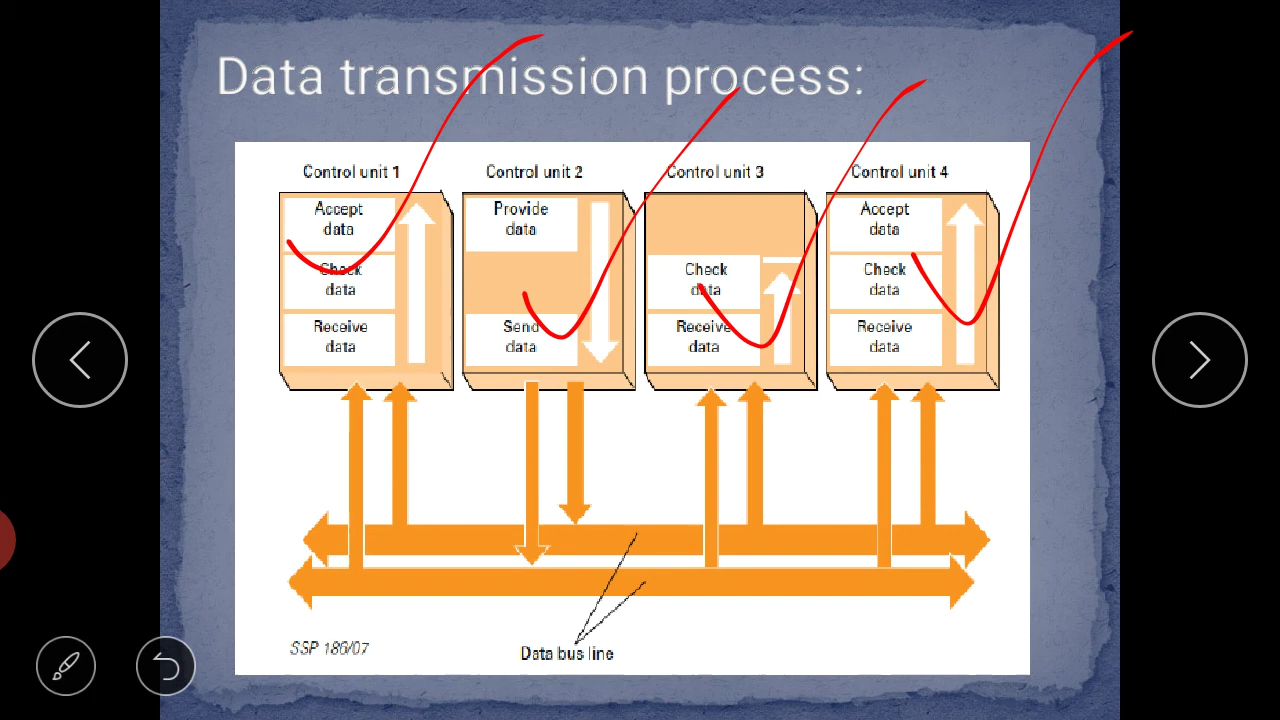 Data transmission process:
Control unit 1
Control unit 2
Control unit 3
Control unit 4
Accept
data
Check
data
Receive
data
Provide
data
Send
data
Check
data
Receive
data
Accept
data
Check
data
Receive
data
SSP 186/07
Data bus line